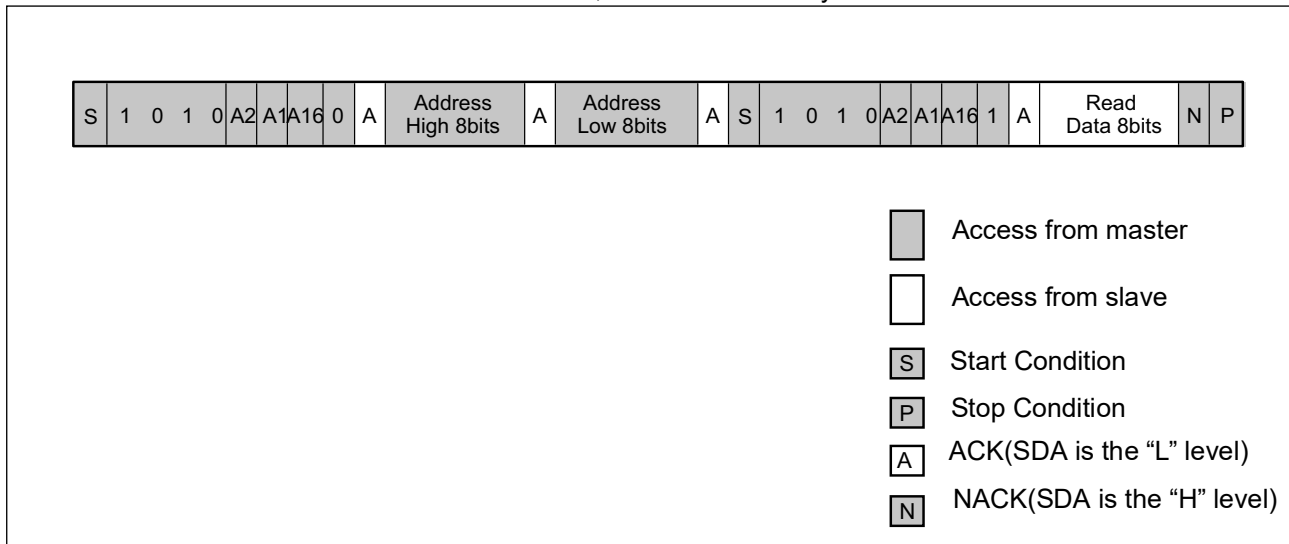 S 1 0 1 0 A2 A1 A16 0 A Address High 8bits A Address Low 8bits A S 1 0 1 0 A2 A1 A16 1 A Read Data 8bits N P
Access from master
Access from slave
S Start Condition
P Stop Condition
A ACK(SDA is the “L” level)
N NACK(SDA is the “H” level)